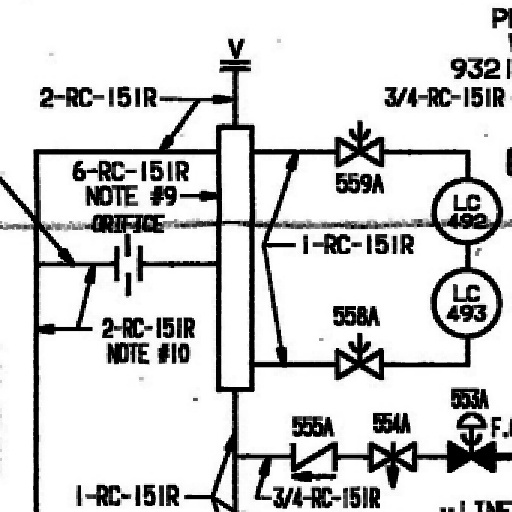 V
2-RC-151R
932
3/4-RC-151R
6-RC-151R
NOTE #9
ORIFICE
559A
LC
492
1-RC-151R
LC
493
558A
2-RC-151R
NOTE #10
553A
555A
554A
1-RC-151R
3/4-RC-151R